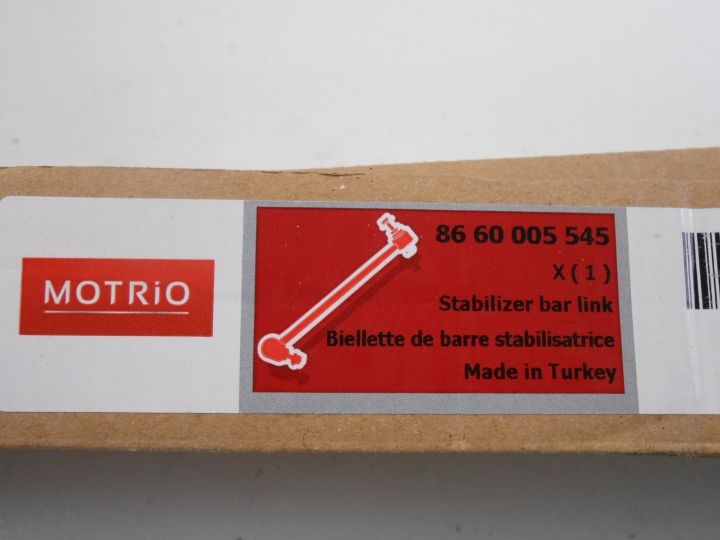 MOTRiO
86 60 005 545
X ( 1 )
Stabilizer bar link
Biellette de barre stabilisatrice
Made in Turkey